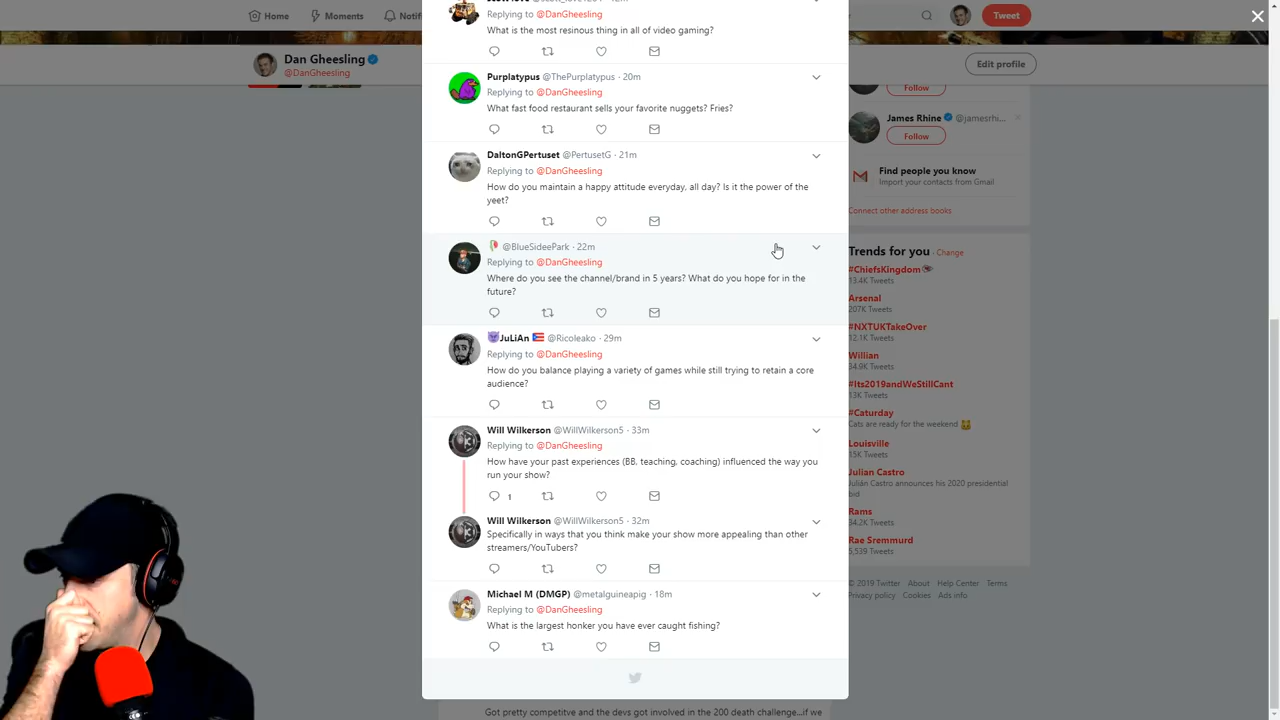 Home
Moments
Tweet
Dan Gheesling
@DanGheesling
Edit profile
Replying to @DanGheesling
What is the most resinous thing in all of video gaming?
Purplatypus @ThePurplatypus · 20m
Replying to @DanGheesling
What fast food restaurant sells your favorite nuggets? Fries?
DaltonGPertuset @PertusetG · 21m
Replying to @DanGheesling
How do you maintain a happy attitude everyday, all day? Is it the power of the
yeet?
@BlueSideePark · 22m
Replying to @DanGheesling
Where do you see the channel/brand in 5 years? What do you hope for in the
future?
JuLiAn @Ricoleako · 29m
Replying to @DanGheesling
How do you balance playing a variety of games while still trying to retain a core
audience?
Will Wilkerson @WillWilkerson5 · 33m
Replying to @DanGheesling
How have your past experiences (BB, teaching, coaching) influenced the way you
run your show?
1
Will Wilkerson @WillWilkerson5 · 32m
Specifically in ways that you think make your show more appealing than other
streamers/YouTubers?
Michael M (DMGP) @metalguineapig · 18m
Replying to @DanGheesling
What is the largest honker you have ever caught fishing?
Follow
James Rhine @jamesrhi...
Follow
Find people you know
Import your contacts from Gmail
Connect other address books
Trends for you · Change
#ChiefsKingdom
13.4K Tweets
Arsenal
207K Tweets
#NXTUKTakeOver
12.1K Tweets
Willian
34.9K Tweets
#Its2019andWeStillCant
13K Tweets
#Caturday
Cats are ready for the weekend
Louisville
15K Tweets
Julian Castro
Julián Castro announces his 2020 presidential
bid
Rams
34.2K Tweets
Rae Sremmurd
5,539 Tweets
© 2019 Twitter About Help Center Terms
Privacy policy Cookies Ads info
Got pretty competitve and the devs got involved in the 200 death challenge...if we